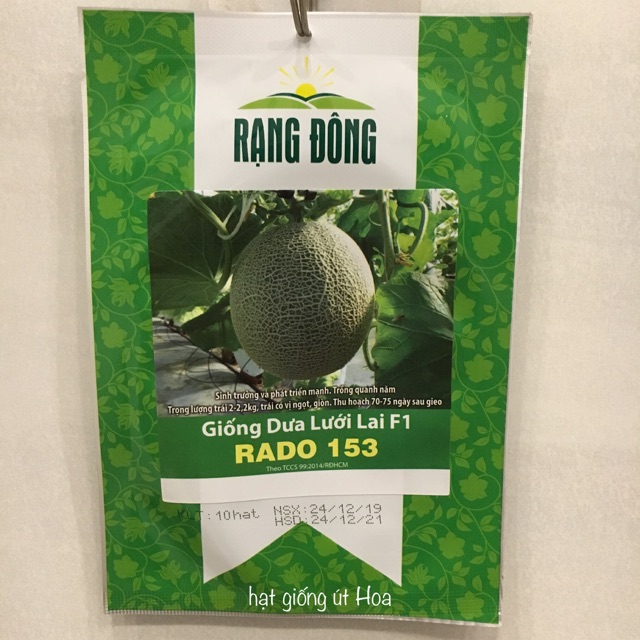 RẠNG ĐÔNG
Sinh trưởng và phát triển mạnh. Trồng quanh năm
Trọng lượng trái 2-2,2kg, trái có vị ngọt, giòn. Thu hoạch 70-75 ngày sau gieo
Giống Dưa Lưới Lai F1
RADO 153
Theo TCCS 99:2014/RĐHCM
KLT:10hat NSX:24/12/19
HSD:24/12/21
hạt giống út Hoa